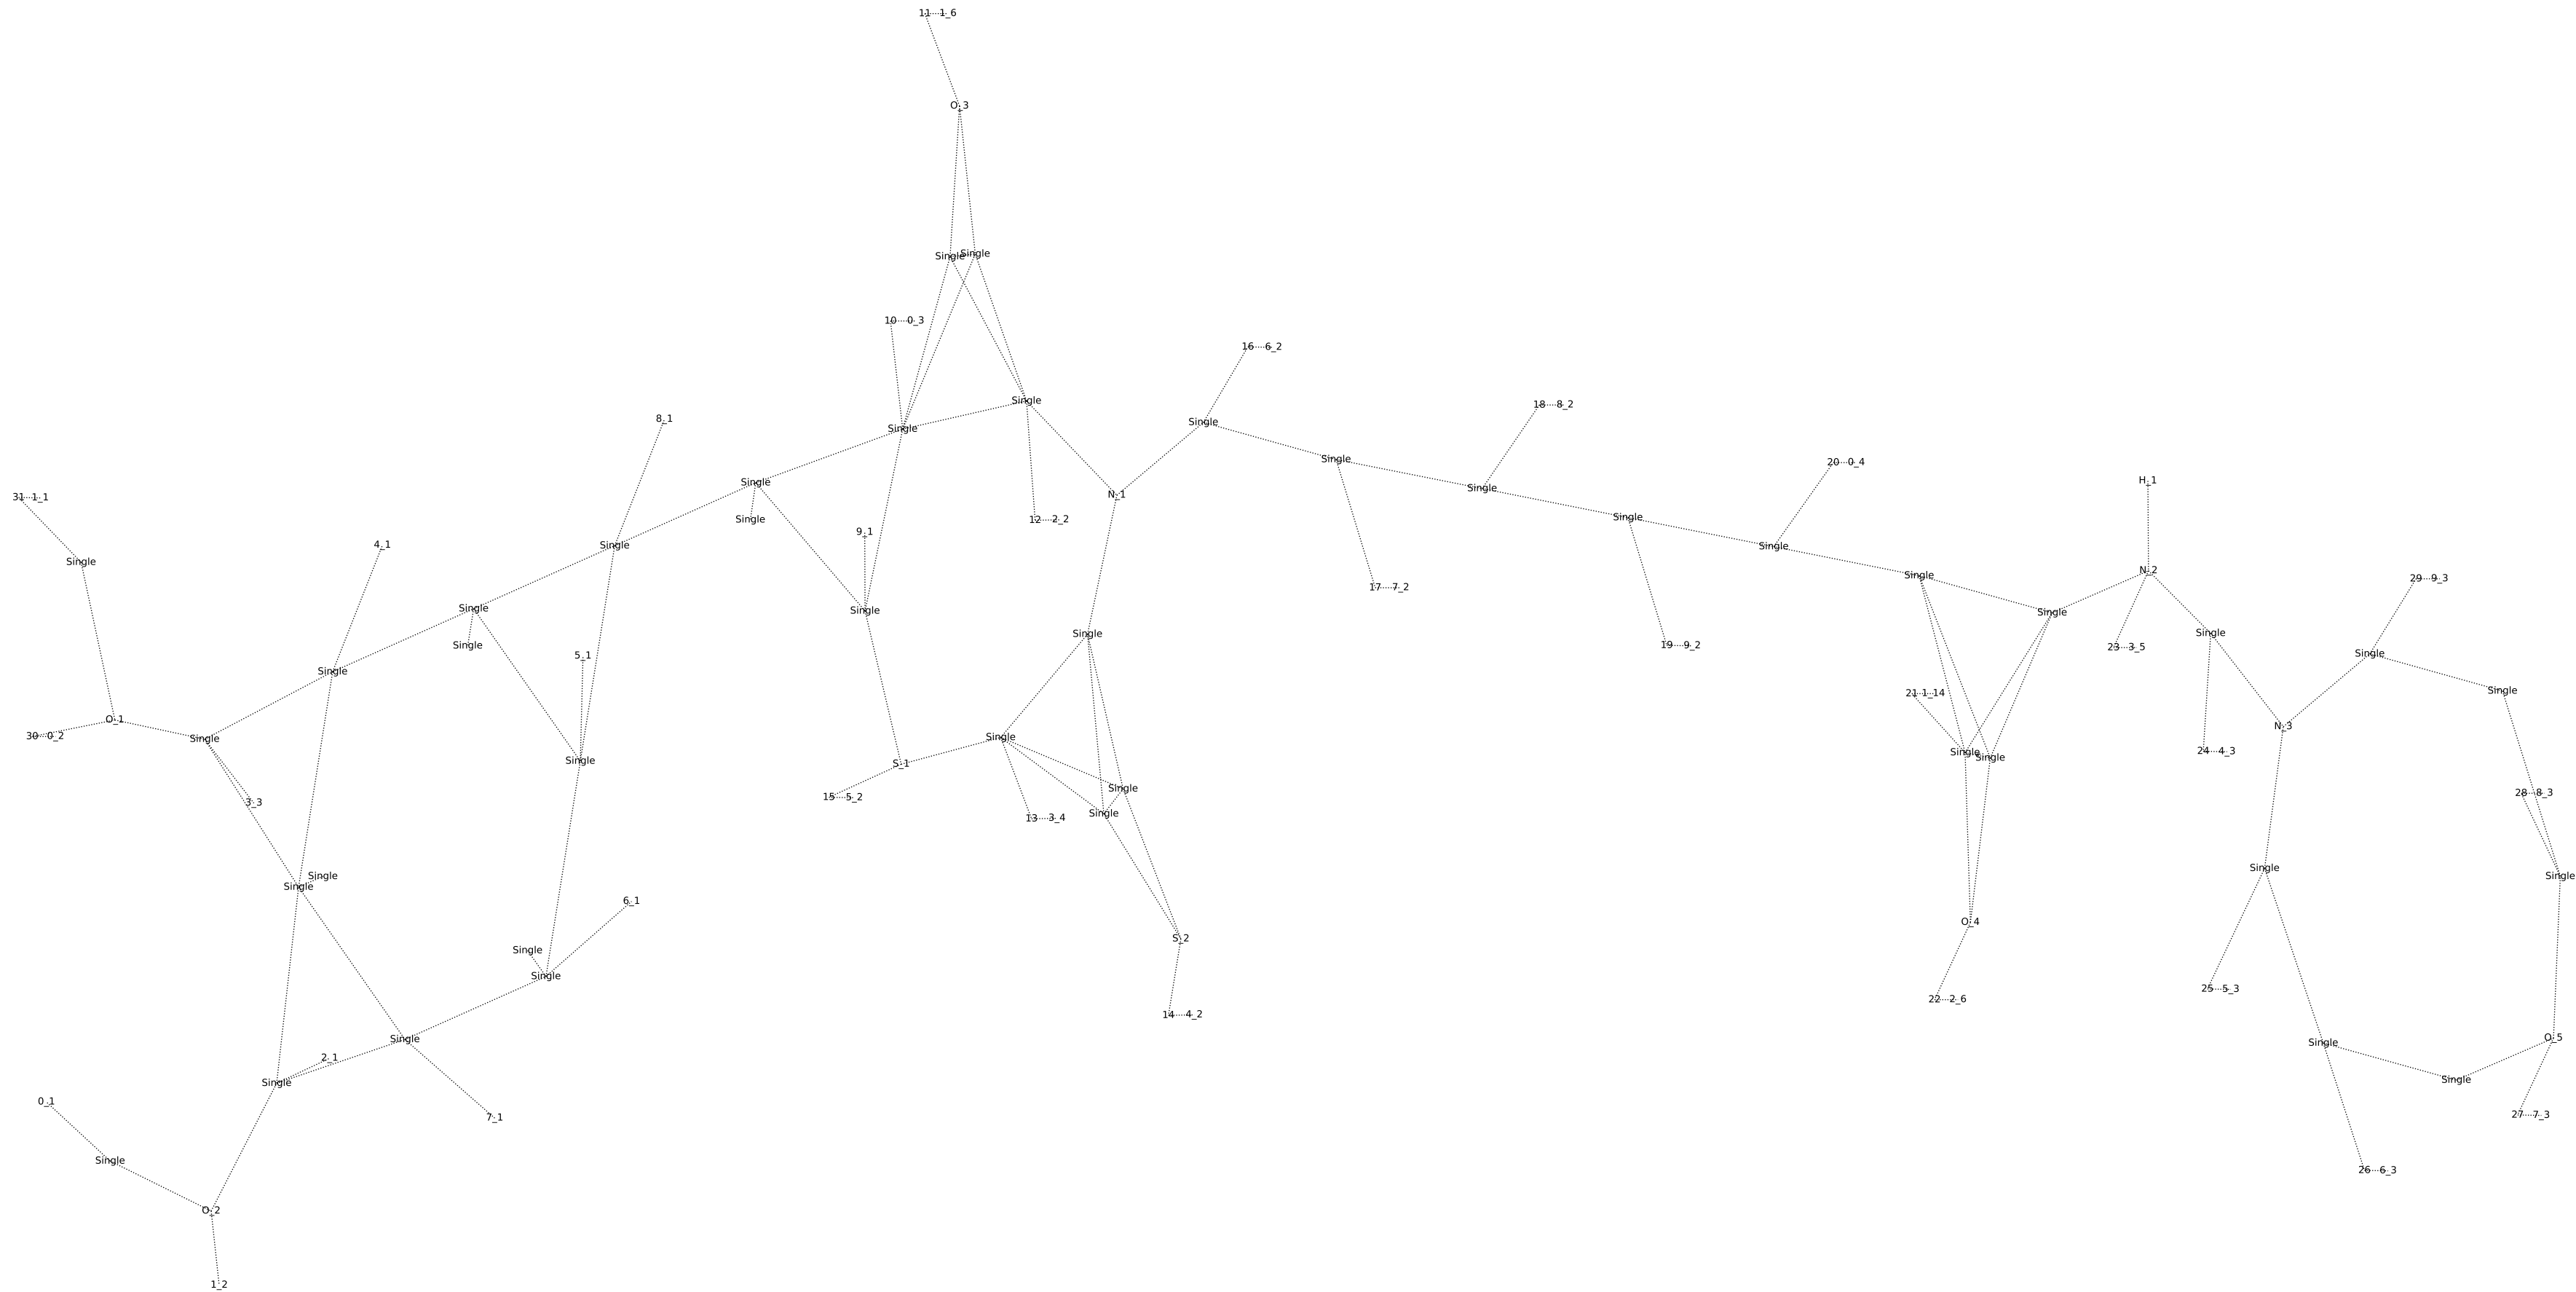 11 1_6
O_3
Single Single
10 0_3
16 6_2
Single
18 8_2
8_1
Single
Single
20 0_4
Single
H_1
Single
Single
N_1
31 1_1
Single
12 2_2
Single
9_1
4_1
Single
Single
Single
N_2
Single
29 9_3
17 7_2
Single
Single
Single
Single
Single
19 9_2
Single
23 3_5
5_1
Single
Single
Single
21 1_14
O_1
N_3
30 0_2
Single
Single
24 4_3
Single Single
Single
S_1
Single
28 8_3
15 5_2
3_3
Single
13 3_4
Single
Single
Single
Single
6_1
O_4
S_2
Single
Single
25 5_3
22 2_6
14 4_2
O_5
Single
Single
2_1
Single
Single
0_1
27 7_3
7_1
Single
26 6_3
O_2
1_2